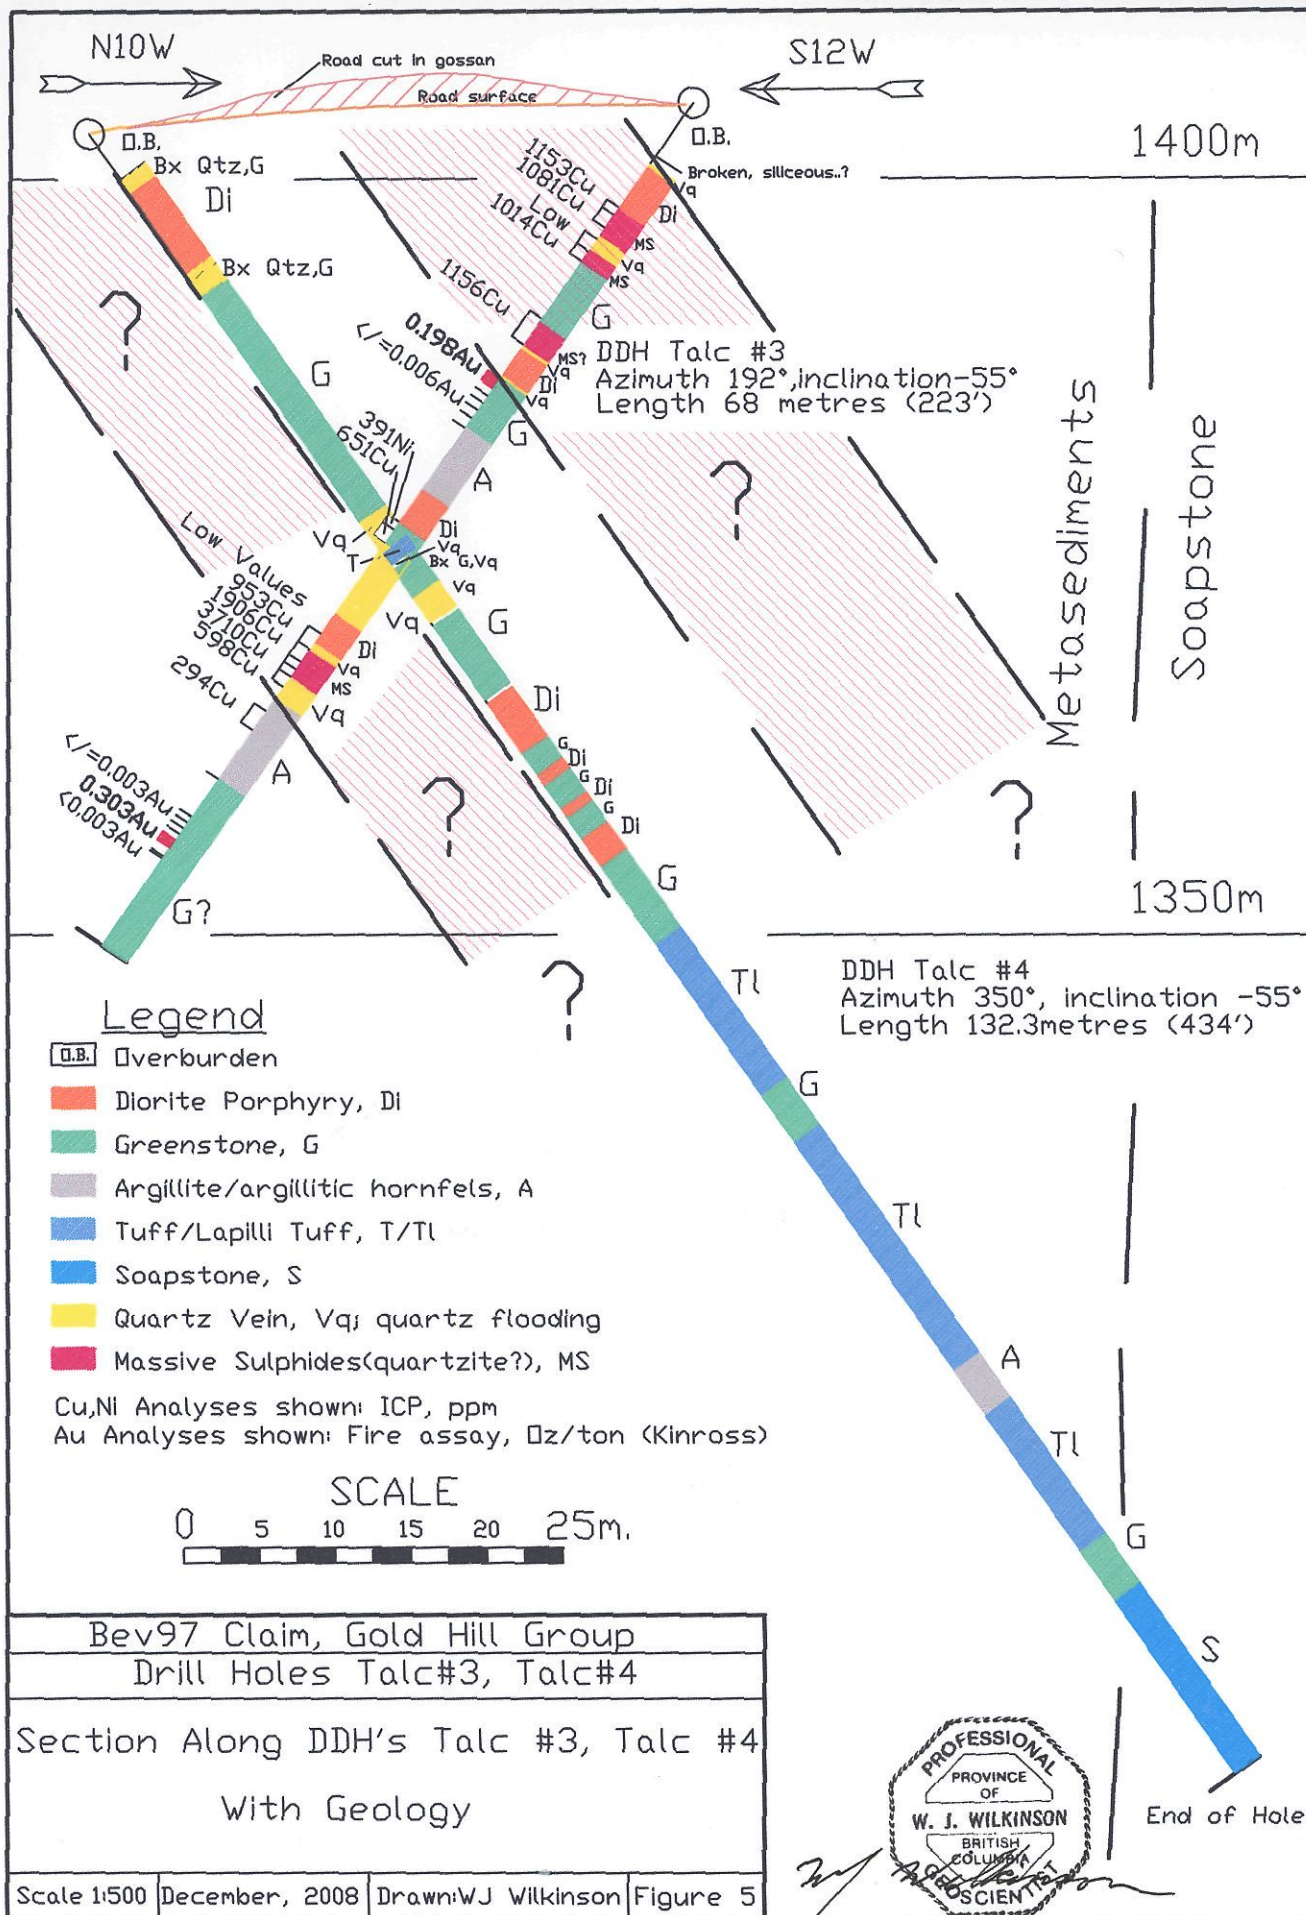 N10W
S12W
Road cut in gossan
Road surface
O.B.
O.B.
1400m
Bx Qtz,G
Di
Bx Qtz,G
Broken, siliceous..?
Vq
Di
1153Cu
1081Cu
Low
1014Cu
MS
Vq
MS
1156Cu
G
?
0.198Au
</=0.006Au
MS?
Vq
Di
Vq
G
DDH Talc #3
Azimuth 192°,inclination-55°
Length 68 metres (223')
G
391Ni
651Cu
A
?
Metasediments
Soapstone
Di
Vq
Bx G,Vq
Vq
T
Vq
Vq
G
Low Values
953Cu
1906Cu
3710Cu
598Cu
294Cu
Di
Vq
MS
Vq
Di
G
Di
G
Di
G
Di
A
?
?
</=0.003Au
0.303Au
<0.003Au
G
G?
1350m
?
Tl
DDH Talc #4
Azimuth 350°, inclination -55°
Length 132.3metres (434')
G
Tl
A
Tl
G
S
End of Hole
Legend
O.B. Overburden
Diorite Porphyry, Di
Greenstone, G
Argillite/argillitic hornfels, A
Tuff/Lapilli Tuff, T/Tl
Soapstone, S
Quartz Vein, Vq; quartz flooding
Massive Sulphides(quartzite?), MS
Cu,Ni Analyses shown: ICP, ppm
Au Analyses shown: Fire assay, Oz/ton (Kinross)
SCALE
0 5 10 15 20 25m.
Bev97 Claim, Gold Hill Group
Drill Holes Talc#3, Talc#4
Section Along DDH's Talc #3, Talc #4
With Geology
Scale 1:500 December, 2008 Drawn:WJ Wilkinson Figure 5
PROFESSIONAL
PROVINCE
OF
W. J. WILKINSON
BRITISH
COLUMBIA
GEOSCIENTIST